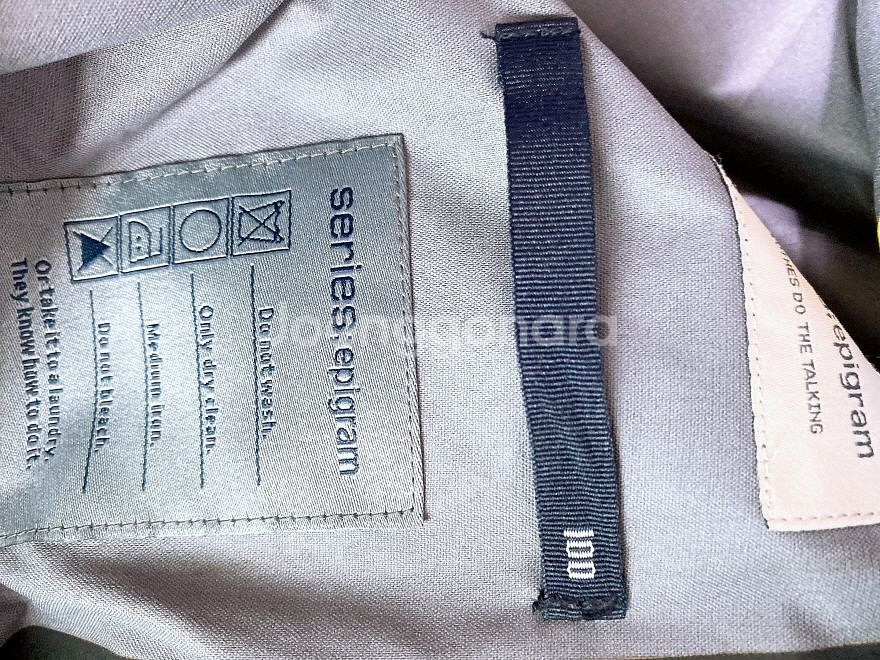 series;epigram
Do not wash.
Only dry clean.
Medium iron.
Do not bleach.
Or take it to a laundry.
They know how to do it.
100
epigram
DO THE TALKING